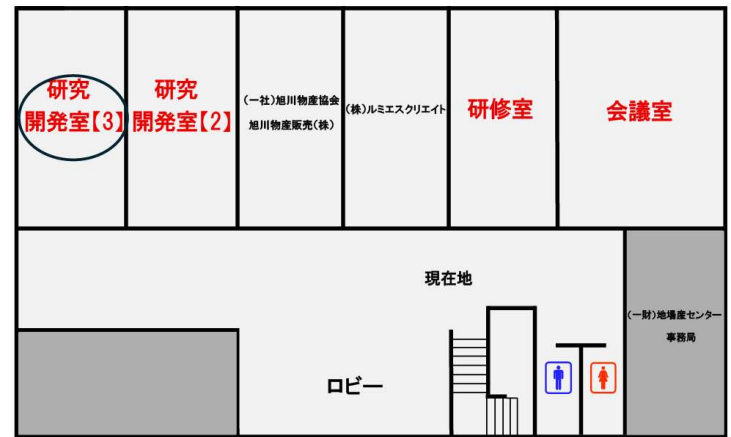 研究
開発室【3】
研究
開発室【2】
(一社)旭川物産協会
旭川物産販売(株)
(株)ルミエスクリエイト
研修室
会議室
現在地
(一財)地場産センター
事務局
ロビー